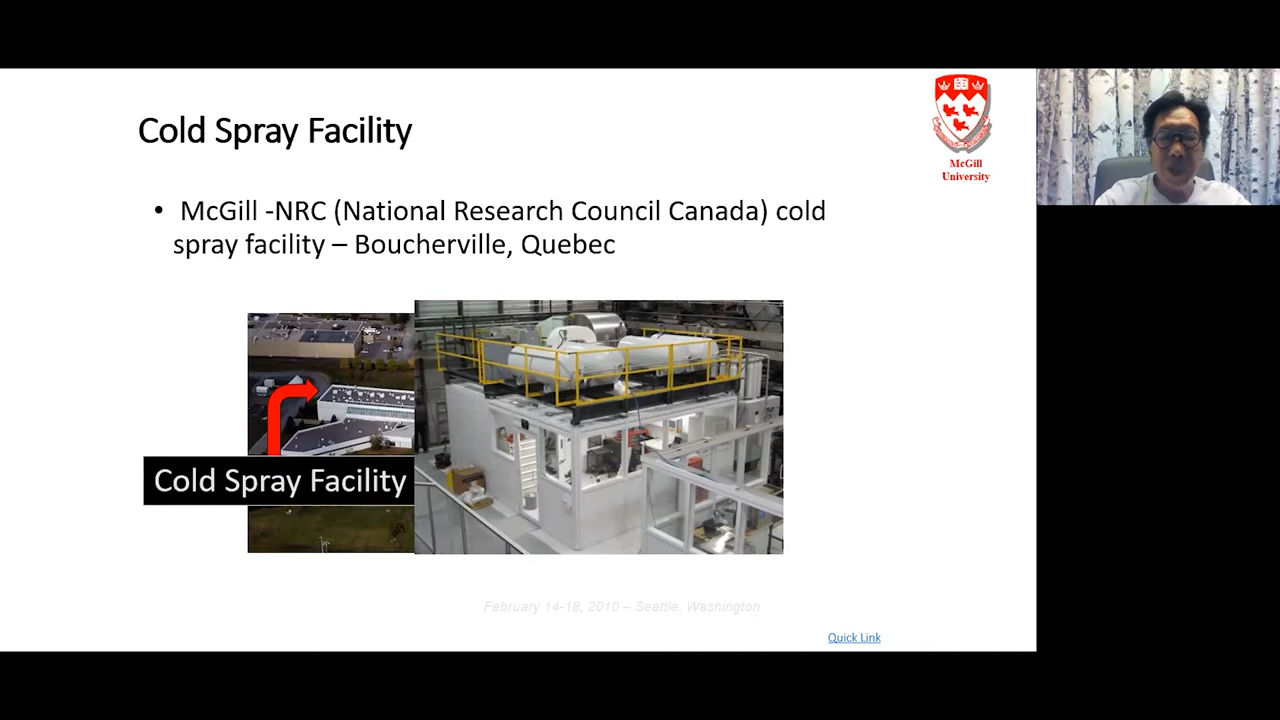 Cold Spray Facility
McGill
University
• McGill -NRC (National Research Council Canada) cold
spray facility – Boucherville, Quebec
Cold Spray Facility
February 14-18, 2010 – Seattle, Washington
Quick Link